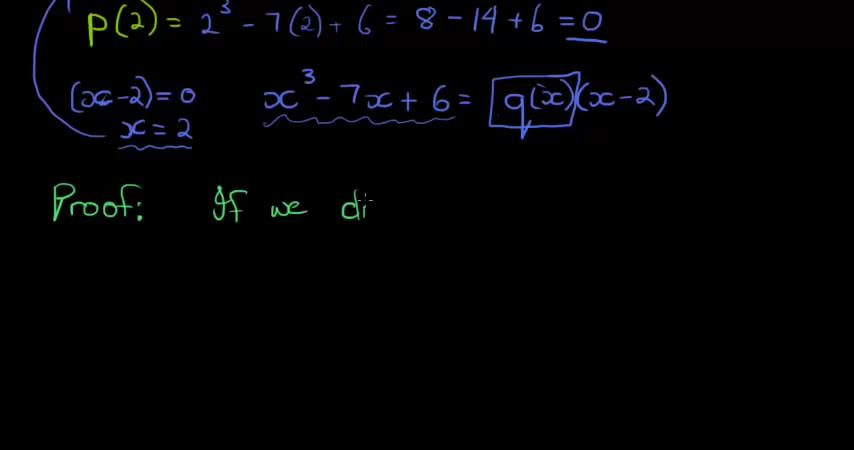 p(2) = 2³ - 7(2) + 6 = 8 - 14 + 6 = 0
(x-2) = 0 x³ - 7x + 6 = q(x)(x-2)
x = 2
Proof: If we di